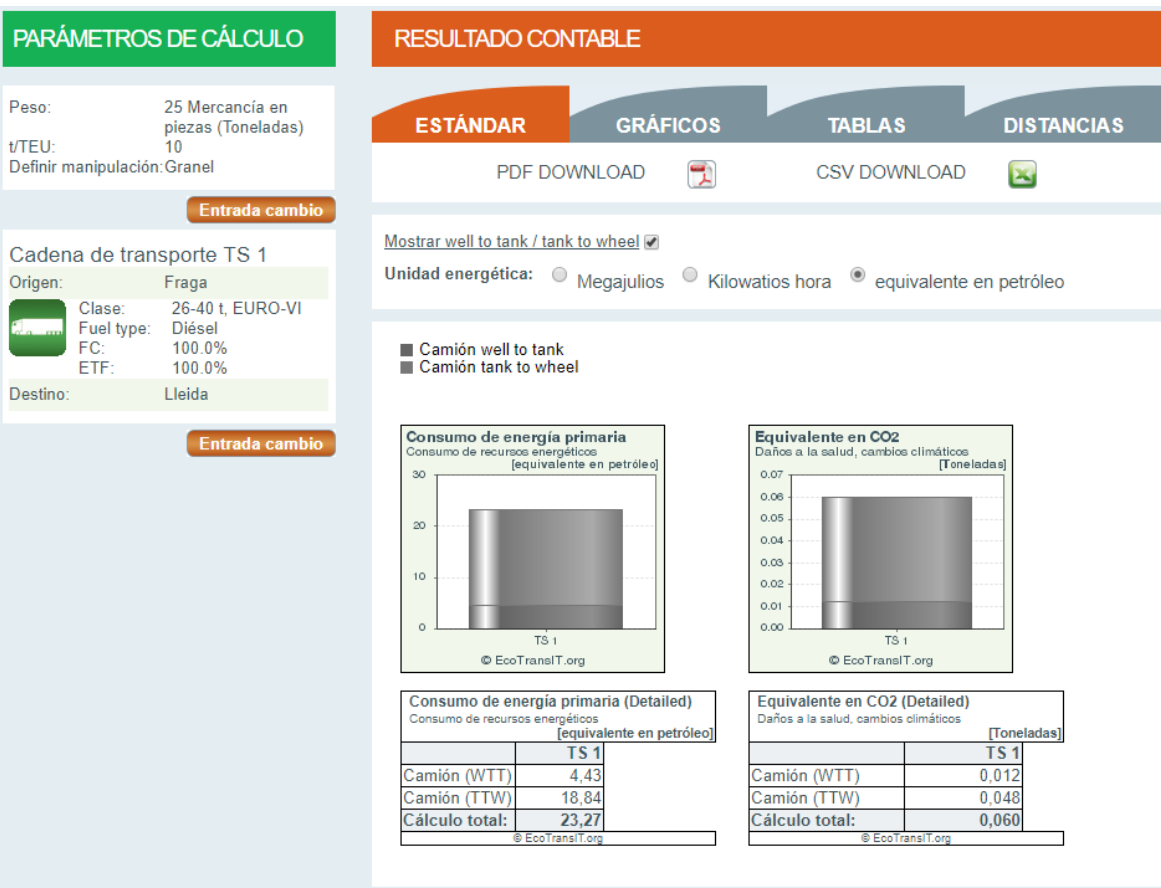 PARÁMETROS DE CÁLCULO
Peso: 25 Mercancía en
piezas (Toneladas)
t/TEU: 10
Definir manipulación: Granel
Entrada cambio
Cadena de transporte TS 1
Origen: Fraga
Clase: 26-40 t, EURO-VI
Fuel type: Diésel
FC: 100.0%
ETF: 100.0%
Destino: Lleida
Entrada cambio
RESULTADO CONTABLE
ESTÁNDAR GRÁFICOS TABLAS DISTANCIAS
PDF DOWNLOAD CSV DOWNLOAD
Mostrar well to tank / tank to wheel
Unidad energética: Megajulios Kilowatios hora equivalente en petróleo
Camión well to tank
Camión tank to wheel
Consumo de energía primaria
Consumo de recursos energéticos
[equivalente en petróleo]
30
20
10
0
TS 1
© EcoTransIT.org
Equivalente en CO2
Daños a la salud, cambios climáticos
[Toneladas]
0.07
0.06
0.05
0.04
0.03
0.02
0.01
0.00
TS 1
© EcoTransIT.org
Consumo de energía primaria (Detailed)
Consumo de recursos energéticos
[equivalente en petróleo]
TS 1
Camión (WTT) 4,43
Camión (TTW) 18,84
Cálculo total: 23,27
© EcoTransIT.org
Equivalente en CO2 (Detailed)
Daños a la salud, cambios climáticos
[Toneladas]
TS 1
Camión (WTT) 0,012
Camión (TTW) 0,048
Cálculo total: 0,060
© EcoTransIT.org